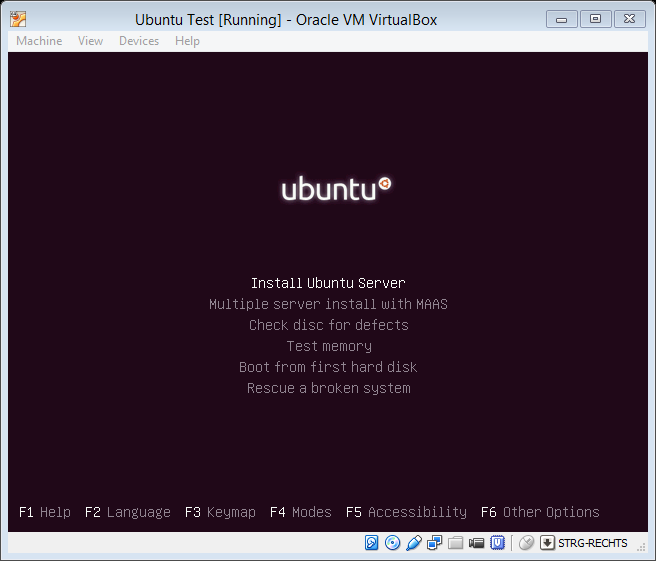 Ubuntu Test [Running] - Oracle VM VirtualBox
Machine View Devices Help
ubuntu
Install Ubuntu Server
Multiple server install with MAAS
Check disc for defects
Test memory
Boot from first hard disk
Rescue a broken system
F1 Help F2 Language F3 Keymap F4 Modes F5 Accessibility F6 Other Options
STRG-RECHTS